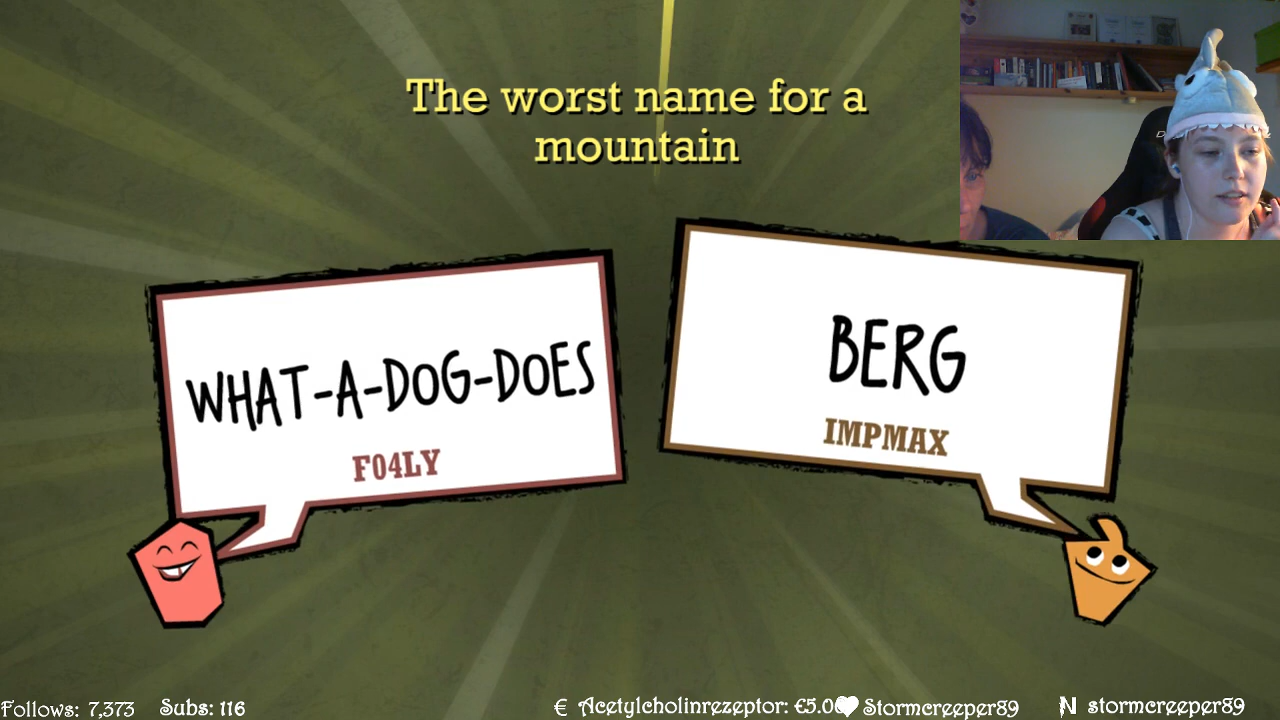 The worst name for a
mountain
WHAT-A-DOG-DOES
F04LY
BERG
IMPMAX
Follows: 7,373 Subs: 116 € Acetylcholinrezeptor: €5.0 Stormcreeper89 stormcreeper89